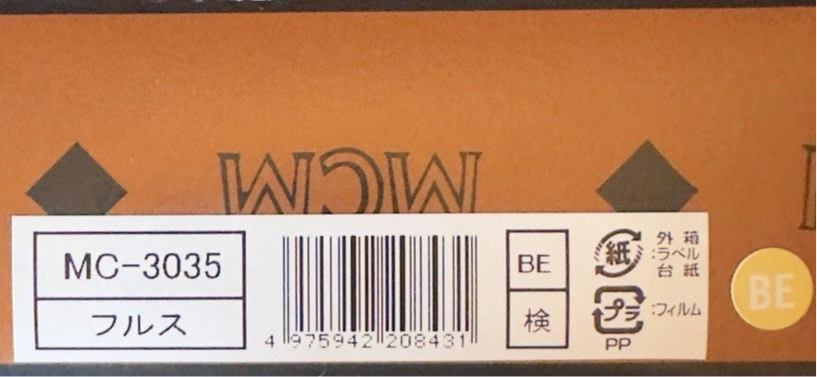 MCM
MC-3035
フルス
4 975942 208431
BE
検
紙
外箱
:ラベル
台紙
プラ
:フィルム
PP
BE